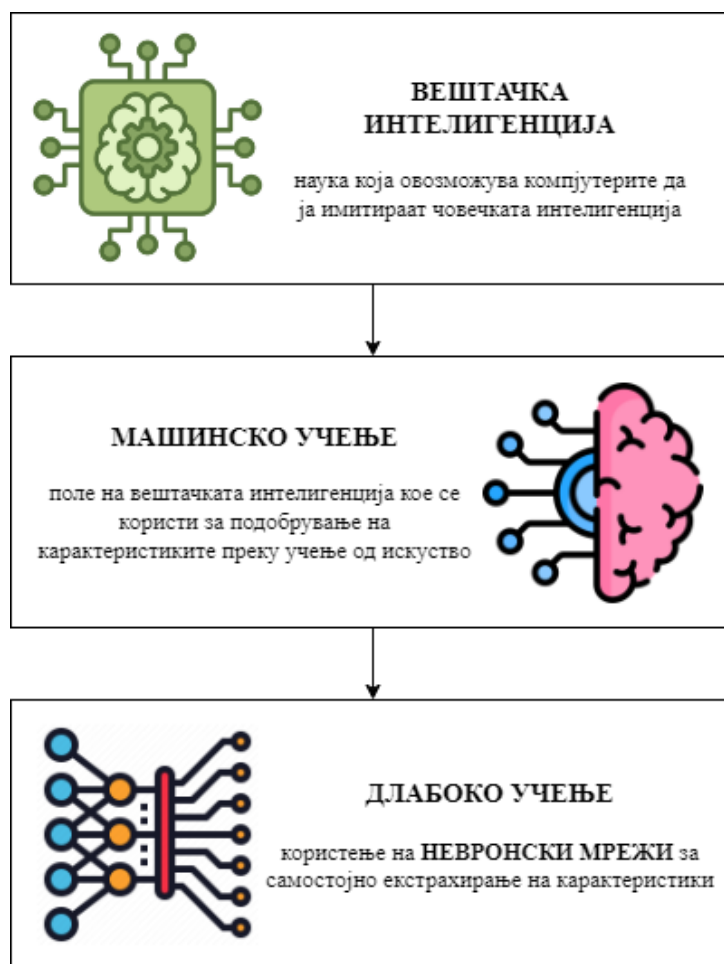 ВЕШТАЧКА
ИНТЕЛИГЕНЦИЈА
наука која овозможува компјутерите да
ја имитираат човечката интелигенција
МАШИНСКО УЧЕЊЕ
поле на вештачката интелигенција кое се
користи за подобрување на
карактеристиките преку учење од искуство
ДЛАБОКО УЧЕЊЕ
користење на НЕВРОНСКИ МРЕЖИ за
самостојно екстрахирање на карактеристики